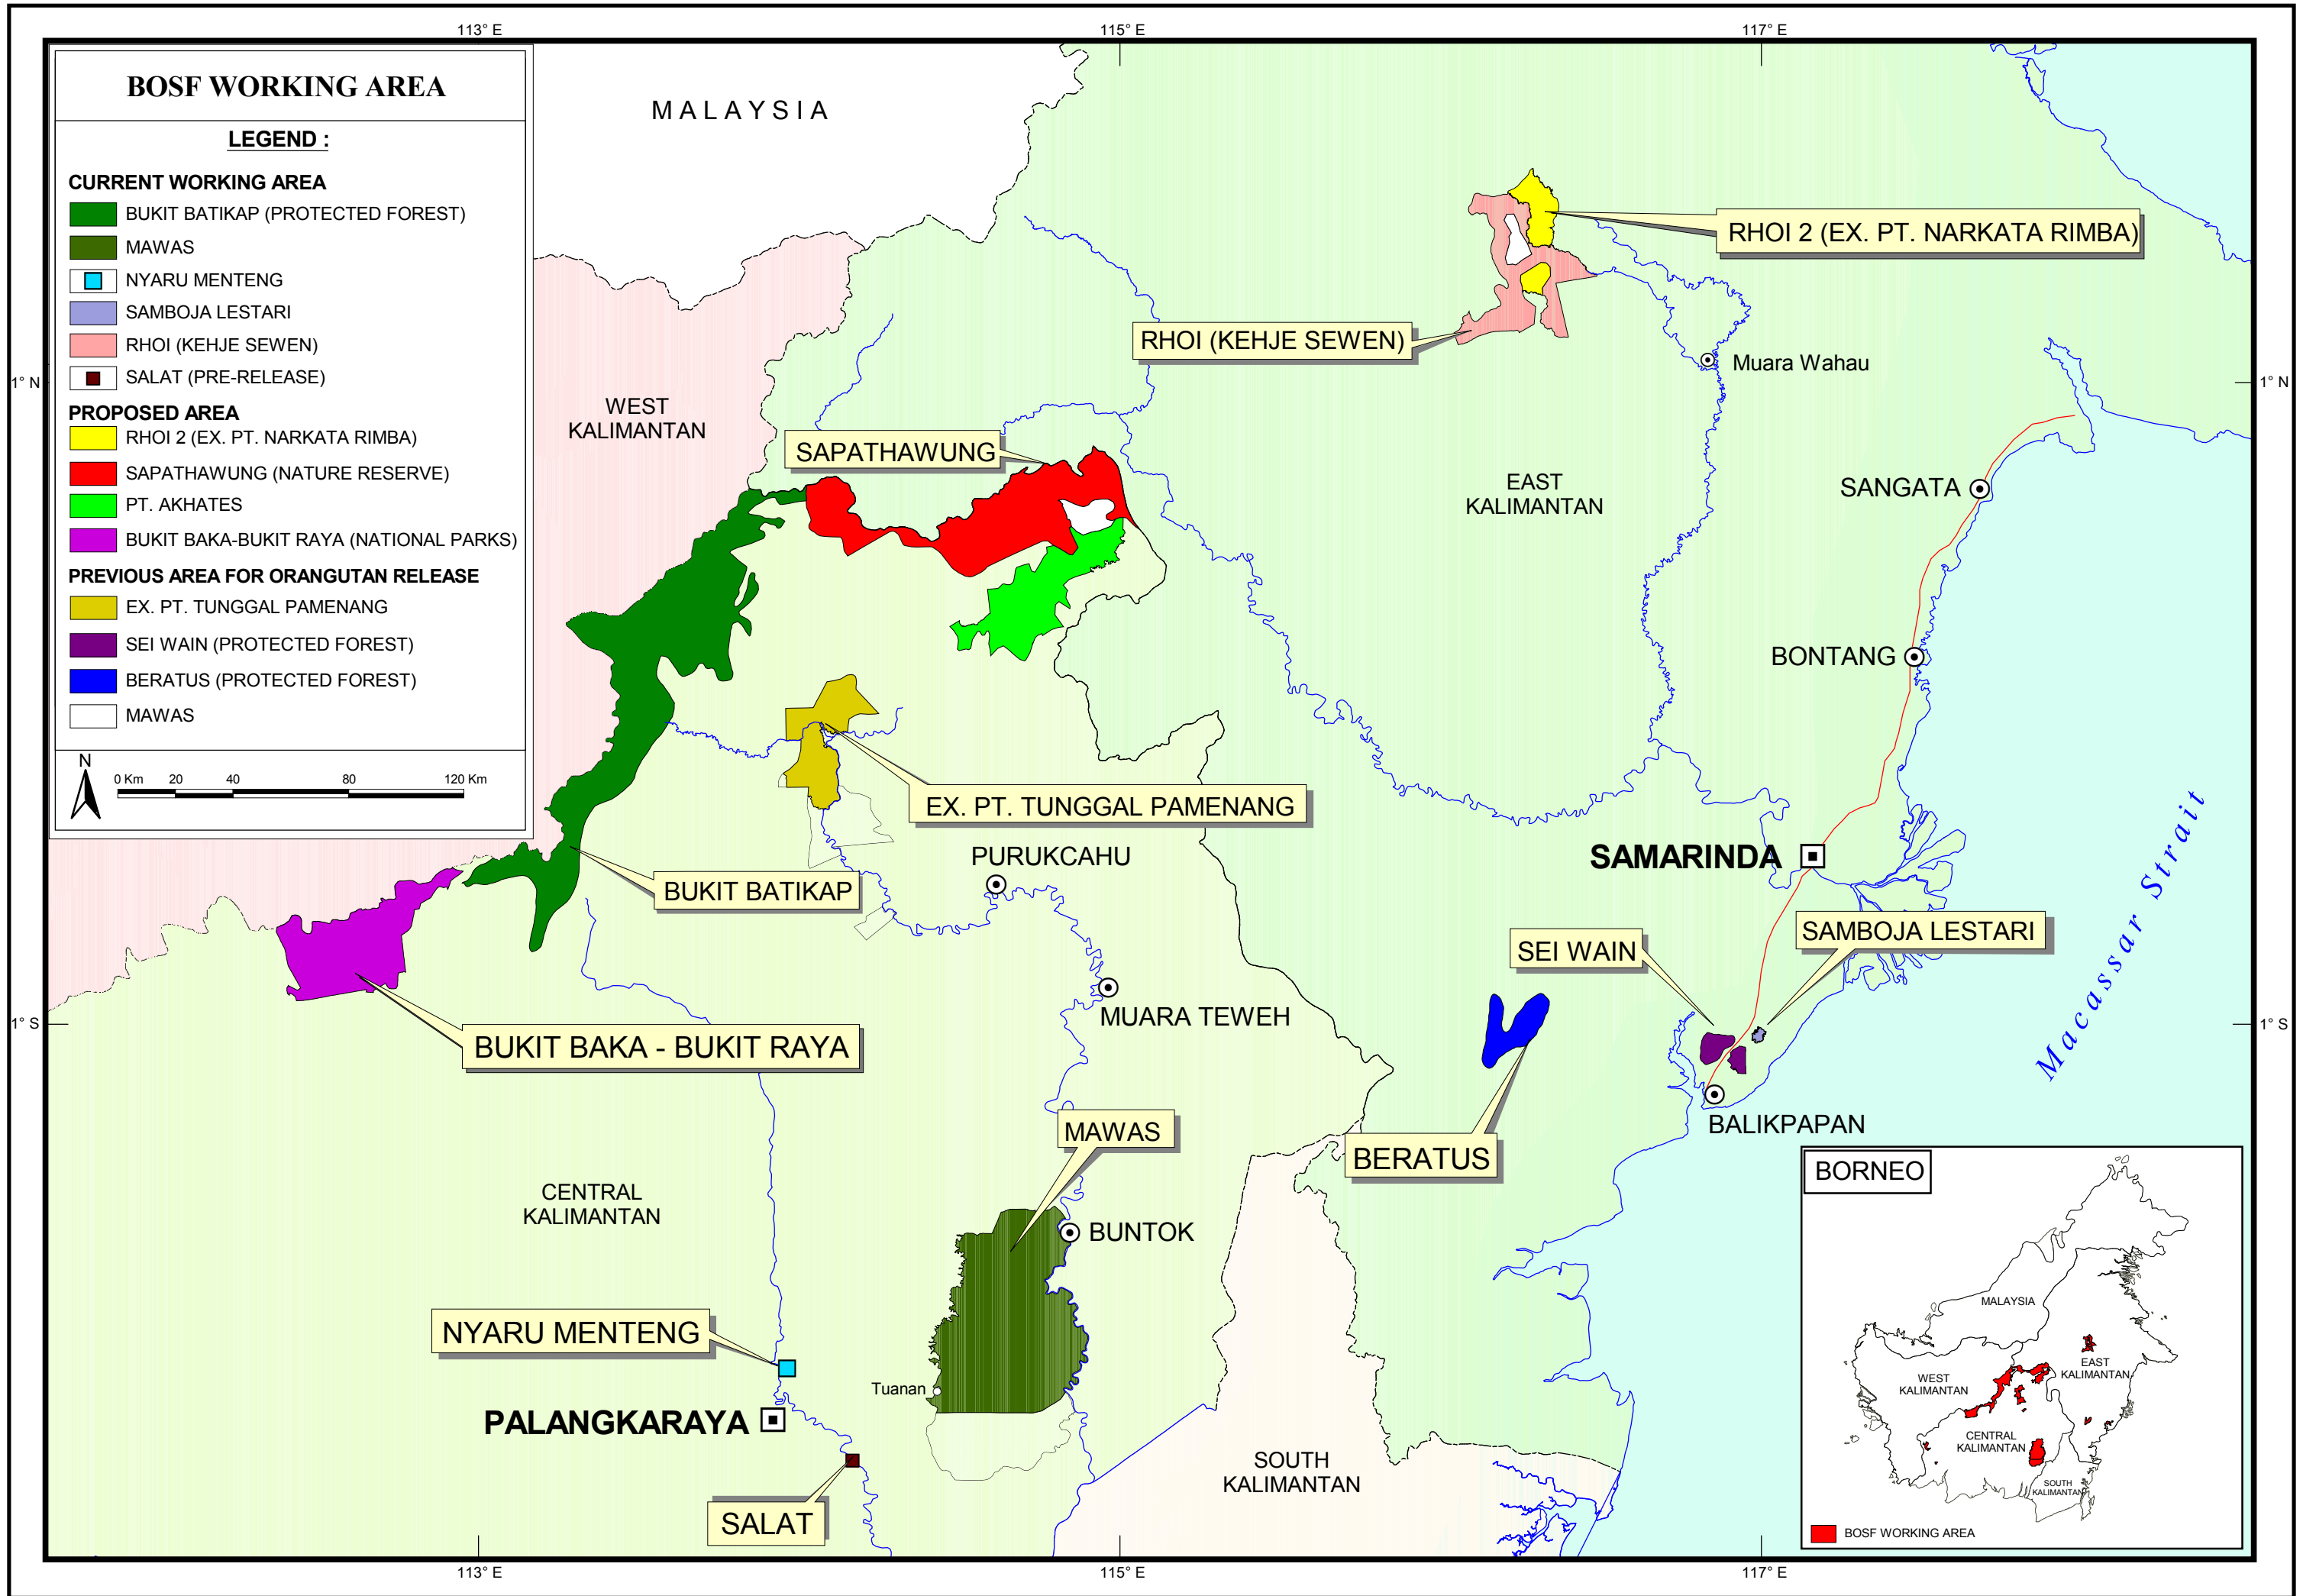 113° E
115° E
117° E
BOSF WORKING AREA
LEGEND :
CURRENT WORKING AREA
BUKIT BATIKAP (PROTECTED FOREST)
MAWAS
NYARU MENTENG
SAMBOJA LESTARI
RHOI (KEHJE SEWEN)
SALAT (PRE-RELEASE)
PROPOSED AREA
RHOI 2 (EX. PT. NARKATA RIMBA)
SAPATHAWUNG (NATURE RESERVE)
PT. AKHATES
BUKIT BAKA-BUKIT RAYA (NATIONAL PARKS)
PREVIOUS AREA FOR ORANGUTAN RELEASE
EX. PT. TUNGGAL PAMENANG
SEI WAIN (PROTECTED FOREST)
BERATUS (PROTECTED FOREST)
MAWAS
N
0 Km 20 40 80 120 Km
MALAYSIA
RHOI 2 (EX. PT. NARKATA RIMBA)
RHOI (KEHJE SEWEN)
Muara Wahau
1° N
1° N
WEST
KALIMANTAN
SAPATHAWUNG
EAST
KALIMANTAN
SANGATA
BONTANG
EX. PT. TUNGGAL PAMENANG
PURUKCAHU
SAMARINDA
BUKIT BATIKAP
SAMBOJA LESTARI
SEI WAIN
Macassar Strait
MUARA TEWEH
1° S
1° S
BUKIT BAKA - BUKIT RAYA
BALIKPAPAN
MAWAS
BERATUS
CENTRAL
KALIMANTAN
BUNTOK
NYARU MENTENG
Tuanan
PALANGKARAYA
SOUTH
KALIMANTAN
SALAT
BORNEO
MALAYSIA
EAST
KALIMANTAN
WEST
KALIMANTAN
CENTRAL
KALIMANTAN
SOUTH
KALIMANTAN
BOSF WORKING AREA
113° E
115° E
117° E